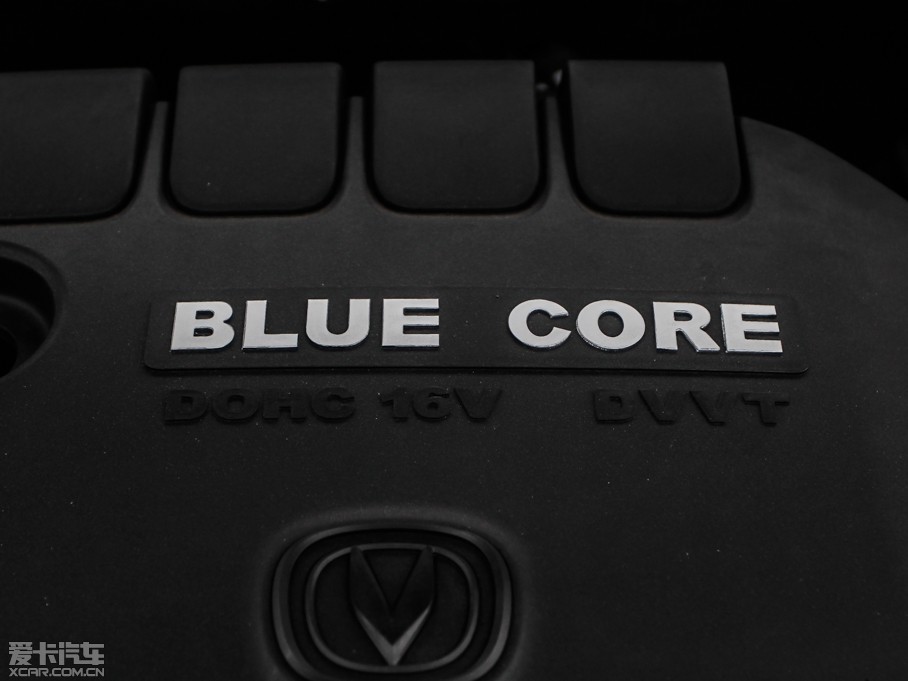 BLUE CORE
DOHC 16V DVVT
爱卡汽车
XCAR.COM.CN